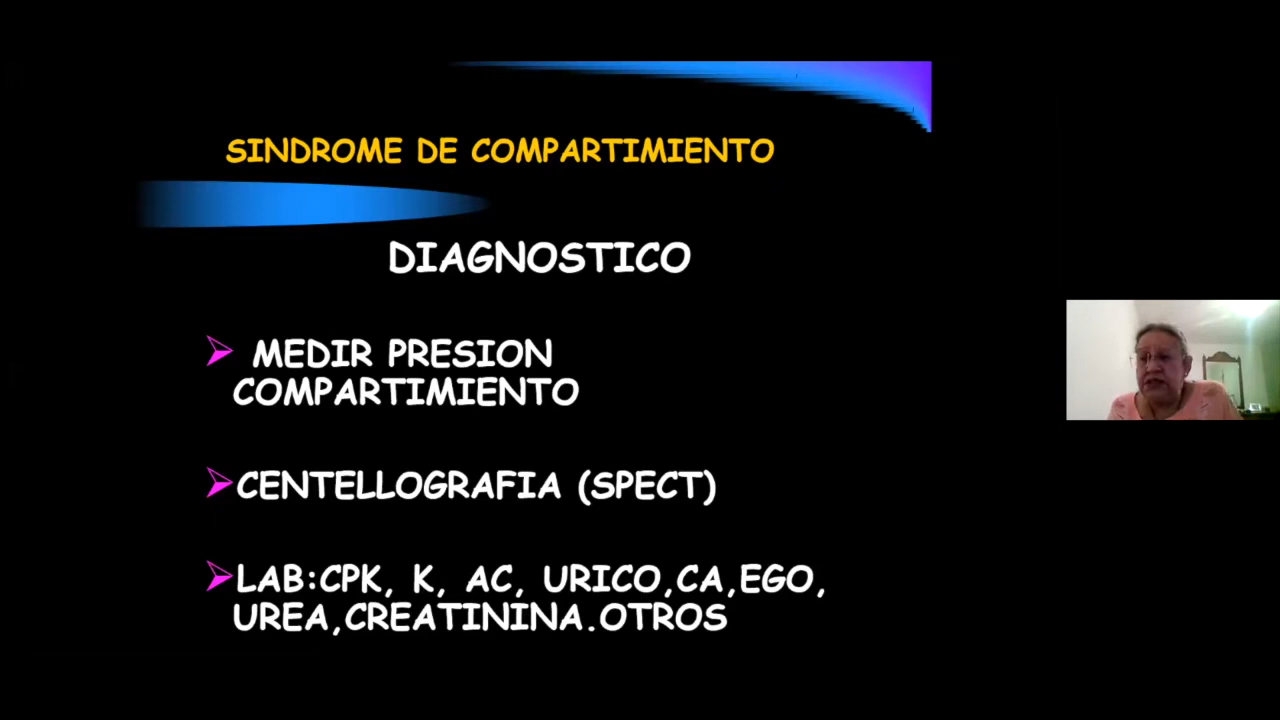 SINDROME DE COMPARTIMIENTO
DIAGNOSTICO
MEDIR PRESION
COMPARTIMIENTO
CENTELLOGRAFIA (SPECT)
LAB:CPK, K, AC, URICO,CA,EGO,
UREA,CREATININA.OTROS